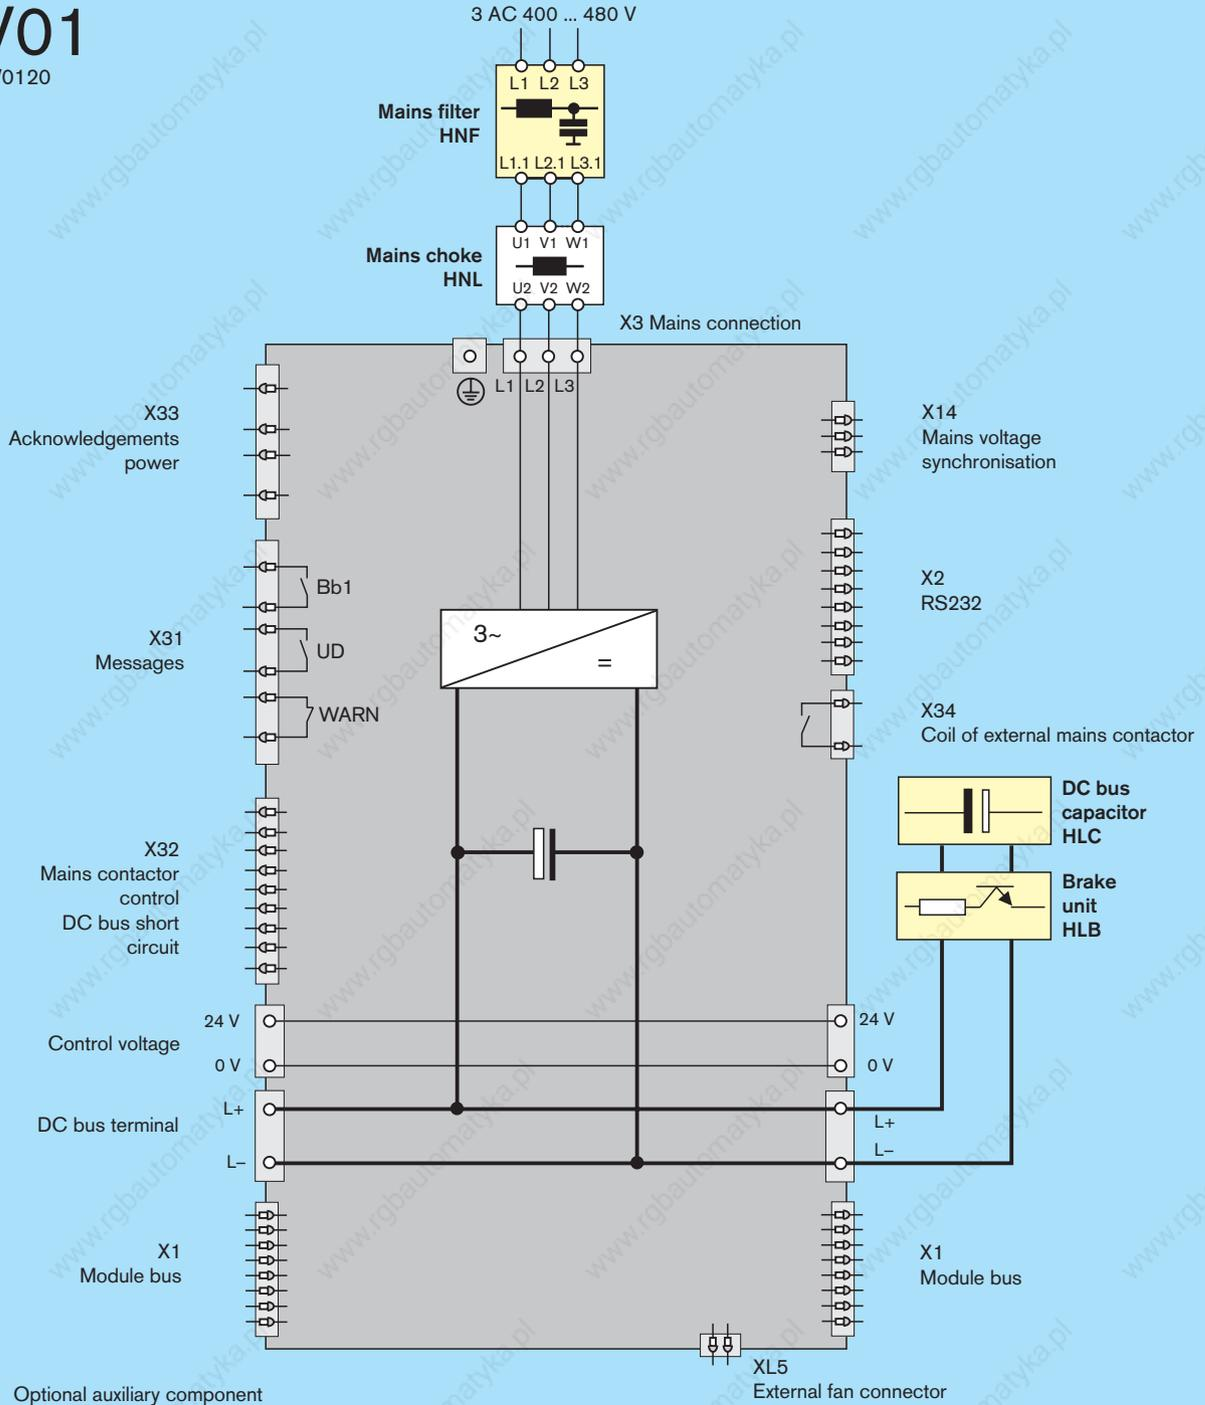 V01
0120
3 AC 400 ... 480 V
L1 L2 L3
Mains filter
HNF
L1.1 L2.1 L3.1
U1 V1 W1
Mains choke
HNL
U2 V2 W2
X3 Mains connection
L1 L2 L3
X33
Acknowledgements
power
X14
Mains voltage
synchronisation
Bb1
X2
RS232
X31
Messages
UD
3~
=
WARN
X34
Coil of external mains contactor
DC bus
capacitor
HLC
X32
Mains contactor
control
DC bus short
circuit
Brake
unit
HLB
24 V
24 V
Control voltage
0 V
0 V
L+
L+
DC bus terminal
L–
L–
X1
Module bus
X1
Module bus
XL5
External fan connector
Optional auxiliary component
www.rgbautomatyka.pl